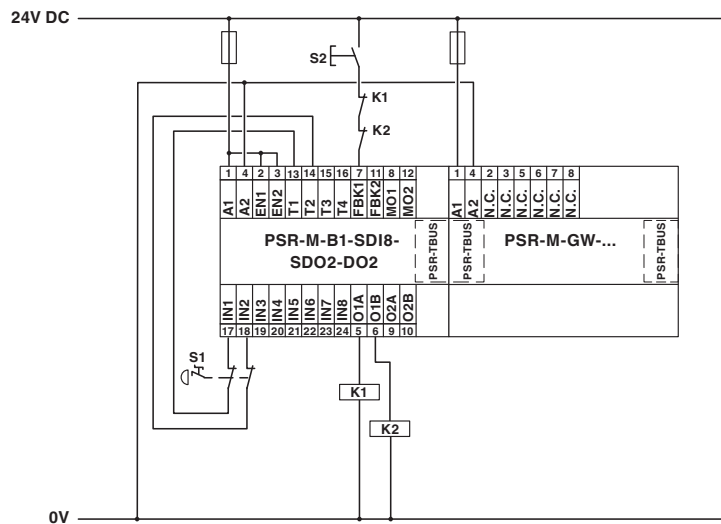 24V DC
S2
K1
K2
1 4 2 3 13 14 15 16 7 11 8 12
A1 A2 EN1 EN2 T1 T2 T3 T4 FBK1 FBK2 MO1 MO2
1 4 2 3 5 6 7 8
A1 A2 N.C. N.C. N.C. N.C. N.C. N.C.
PSR-M-B1-SDI8-
SDO2-DO2
PSR-TBUS
PSR-TBUS
PSR-M-GW-...
PSR-TBUS
IN1 IN2 IN3 IN4 IN5 IN6 IN7 IN8 O1A O1B O2A O2B
17 18 19 20 21 22 23 24 5 6 9 10
S1
K1
K2
0V